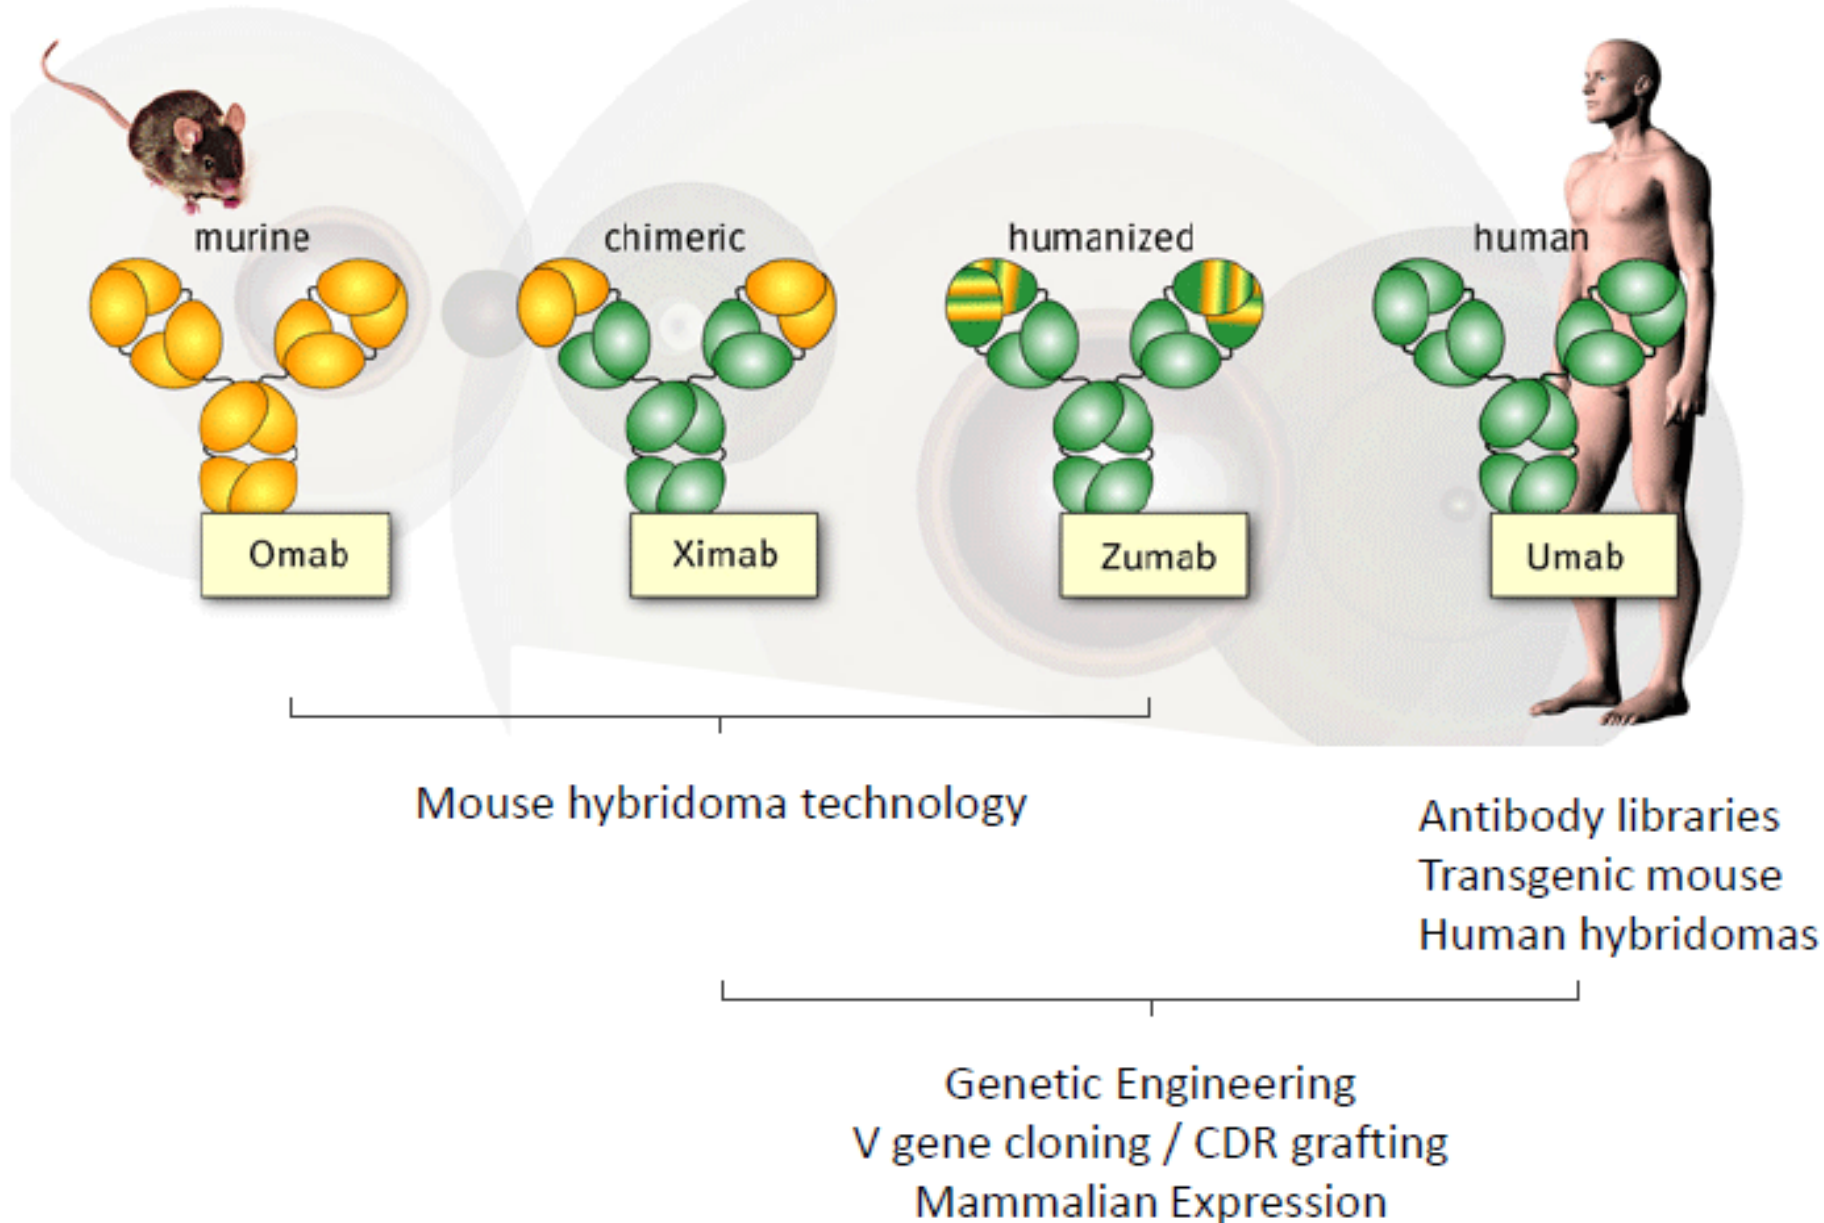 murine
chimeric
humanized
human
Omab
Ximab
Zumab
Umab
Mouse hybridoma technology
Antibody libraries
Transgenic mouse
Human hybridomas
Genetic Engineering
V gene cloning / CDR grafting
Mammalian Expression